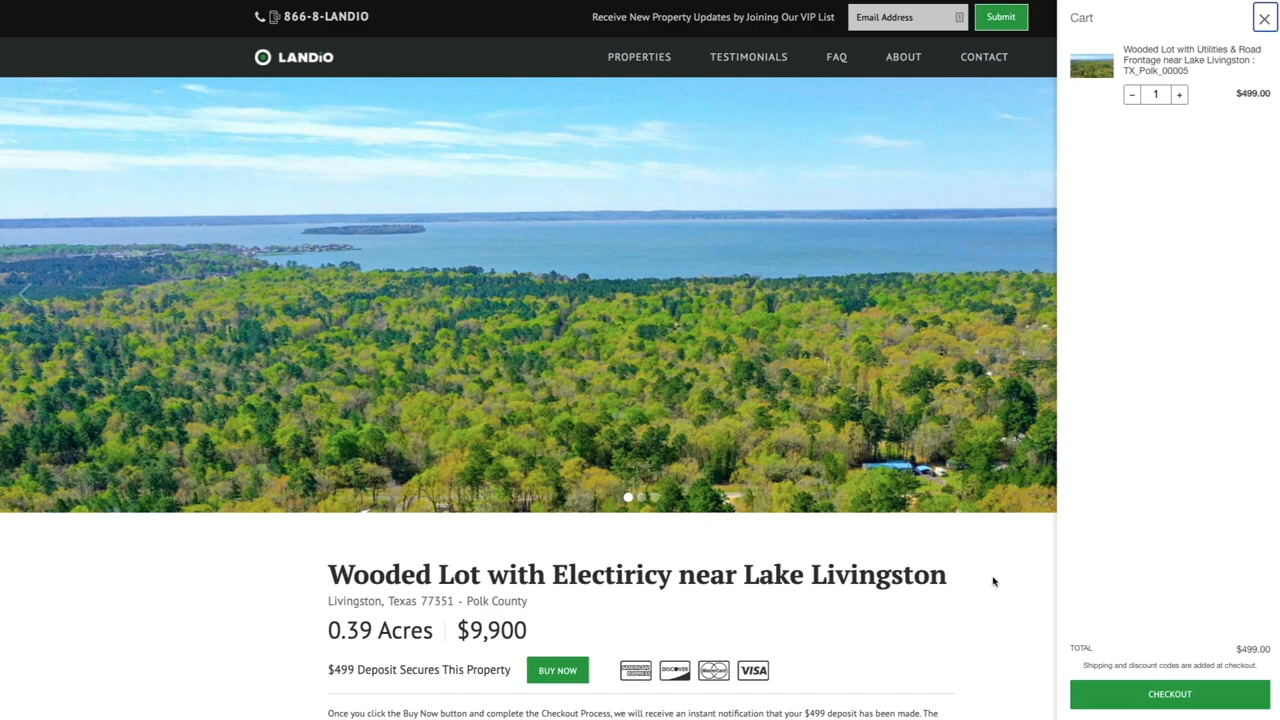 866-8-LANDIO
Receive New Property Updates by Joining Our VIP List
Email Address
Submit
LANDiO
PROPERTIES
TESTIMONIALS
FAQ
ABOUT
CONTACT
Cart
Wooded Lot with Utilities & Road
Frontage near Lake Livingston :
TX_Polk_00005
− 1 +
$499.00
Wooded Lot with Electiricy near Lake Livingston
Livingston, Texas 77351 - Polk County
0.39 Acres | $9,900
$499 Deposit Secures This Property
BUY NOW
AMERICAN EXPRESS
DISCOVER
MasterCard
VISA
Once you click the Buy Now button and complete the Checkout Process, we will receive an instant notification that your $499 deposit has been made. The
TOTAL
$499.00
Shipping and discount codes are added at checkout.
CHECKOUT